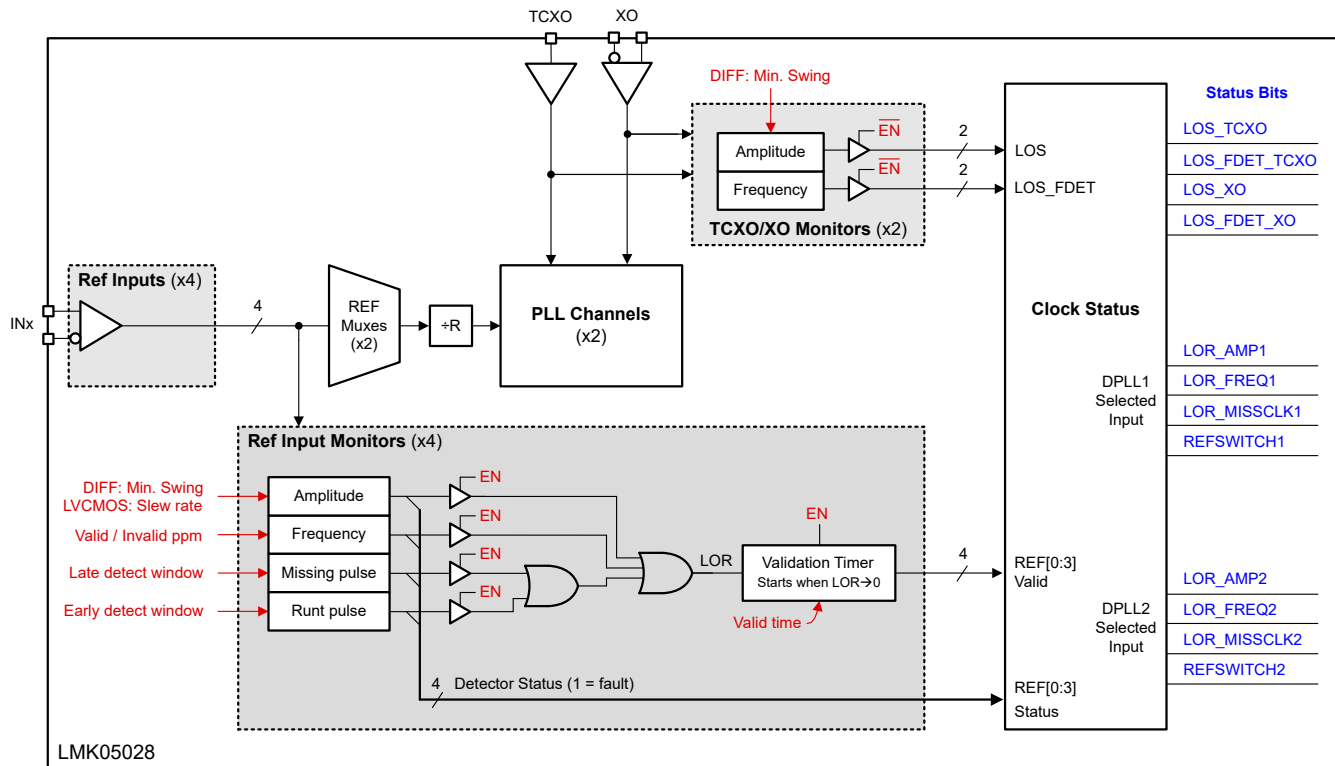 TCXO
XO
DIFF: Min. Swing
EN
Amplitude
EN
Frequency
TCXO/XO Monitors (x2)
2
2
LOS
LOS_FDET
Status Bits
LOS_TCXO
LOS_FDET_TCXO
LOS_XO
LOS_FDET_XO
Ref Inputs (x4)
INx
4
REF
Muxes
(x2)
÷R
PLL Channels
(x2)
Clock Status
LOR_AMP1
LOR_FREQ1
LOR_MISSCLK1
REFSWITCH1
DPLL1
Selected
Input
Ref Input Monitors (x4)
DIFF: Min. Swing
LVCMOS: Slew rate
Valid / Invalid ppm
Late detect window
Early detect window
Amplitude
Frequency
Missing pulse
Runt pulse
EN
EN
EN
EN
LOR
EN
Validation Timer
Starts when LOR→0
Valid time
4
REF[0:3]
Valid
DPLL2
Selected
Input
LOR_AMP2
LOR_FREQ2
LOR_MISSCLK2
REFSWITCH2
4
Detector Status (1 = fault)
REF[0:3]
Status
LMK05028